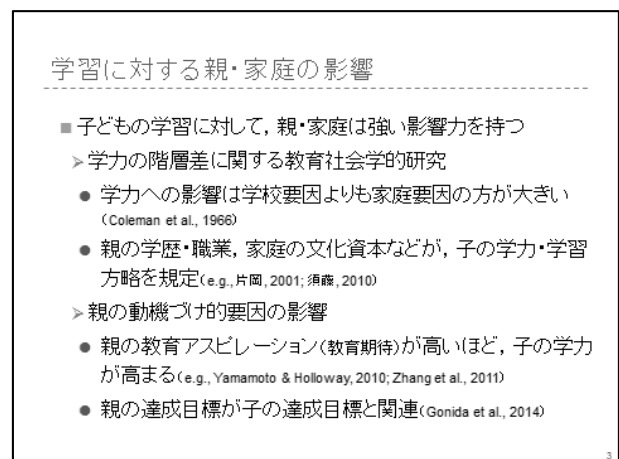 学習に対する親・家庭の影響
■子どもの学習に対して，親・家庭は強い影響力を持つ
➢学力の階層差に関する教育社会学的研究
● 学力への影響は学校要因よりも家庭要因の方が大きい
(Coleman et al., 1966)
● 親の学歴・職業，家庭の文化資本などが，子の学力・学習
方略を規定(e.g., 片岡, 2001; 須藤, 2010)
➢親の動機づけ的要因の影響
● 親の教育アスピレーション(教育期待)が高いほど，子の学力
が高まる(e.g., Yamamoto & Holloway, 2010; Zhang et al., 2011)
● 親の達成目標が子の達成目標と関連(Gonida et al., 2014)
3